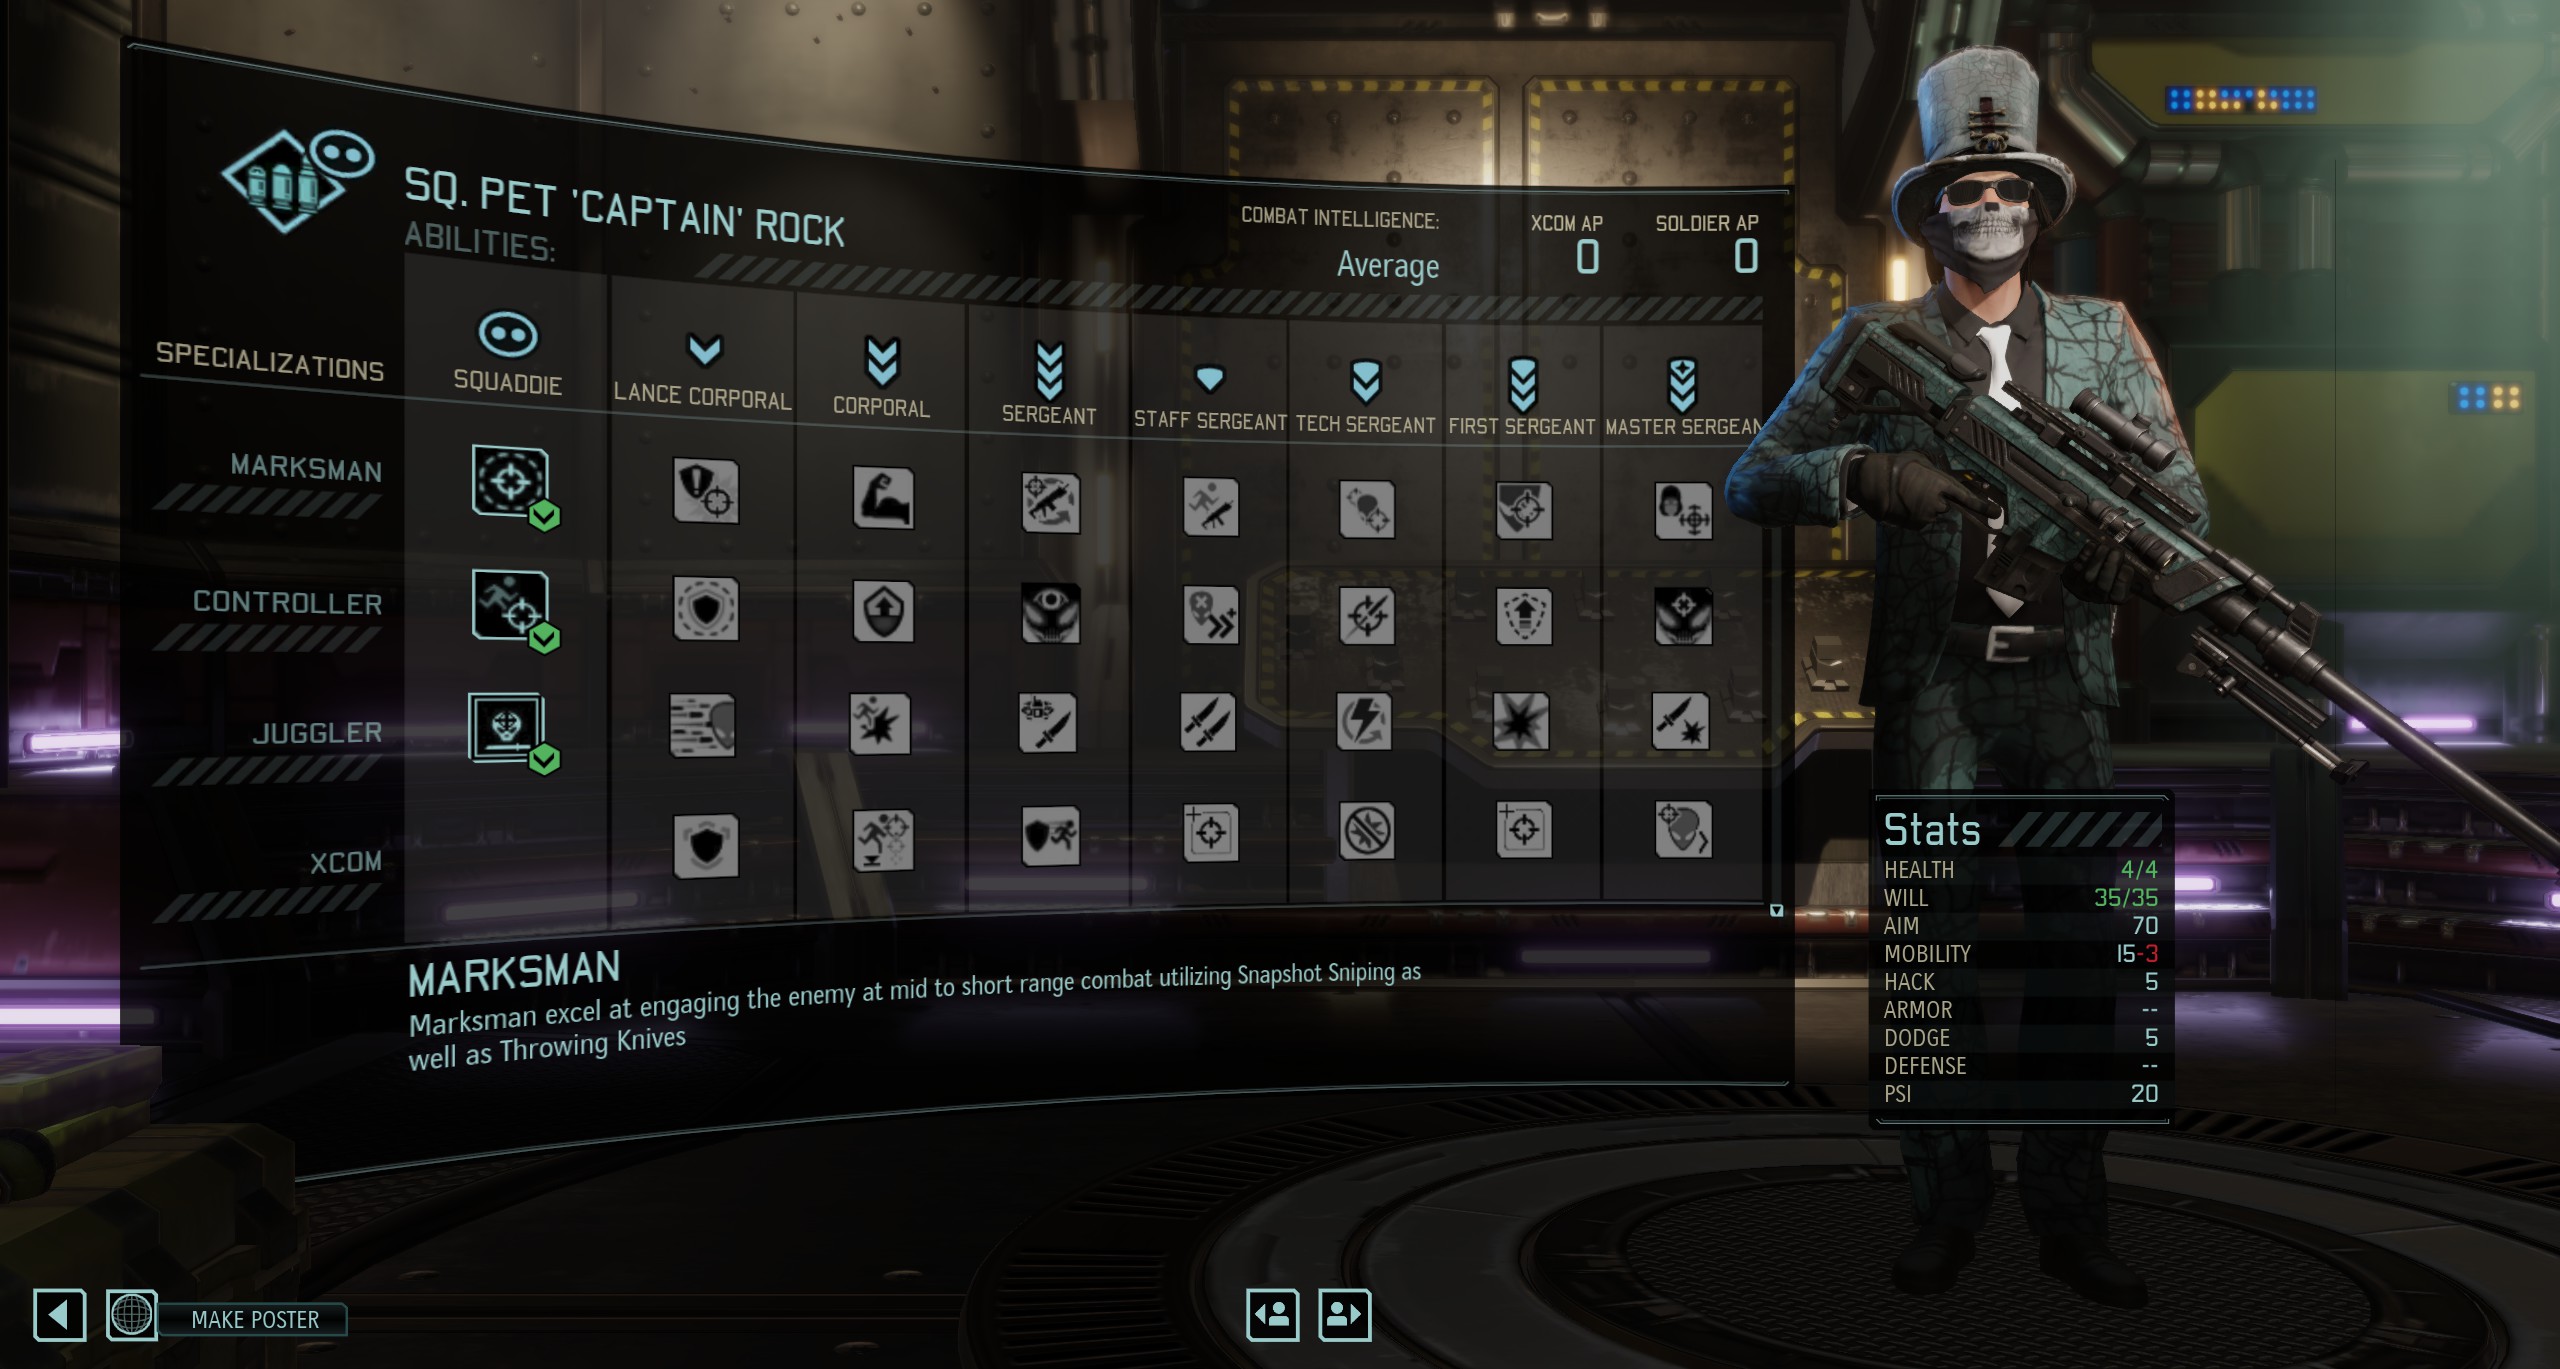 SQ. PET 'CAPTAIN' ROCK
ABILITIES:
COMBAT INTELLIGENCE:
Average
XCOM AP
0
SOLDIER AP
0
SPECIALIZATIONS
SQUADDIE
LANCE CORPORAL
CORPORAL
SERGEANT
STAFF SERGEANT
TECH SERGEANT
FIRST SERGEANT
MASTER SERGEAN
MARKSMAN
CONTROLLER
JUGGLER
XCOM
MARKSMAN
Marksman excel at engaging the enemy at mid to short range combat utilizing Snapshot Sniping as
well as Throwing Knives
Stats
HEALTH 4/4
WILL 35/35
AIM 70
MOBILITY 15-3
HACK 5
ARMOR --
DODGE 5
DEFENSE --
PSI 20
MAKE POSTER